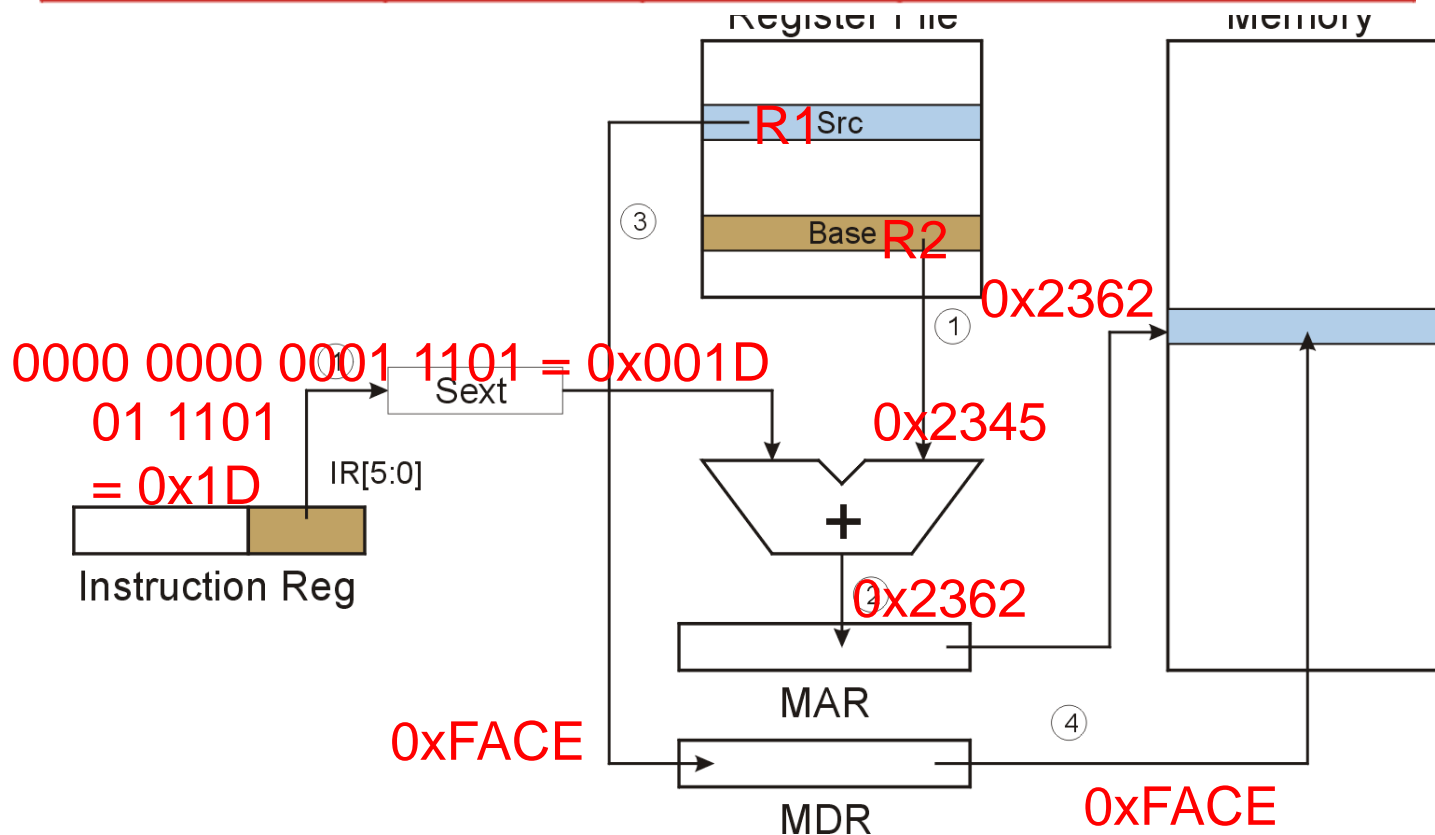 Register File
Memory
R1 Src
3
Base R2
0x2362
1
0000 0000 0001 1101 = 0x001D
1
Sext
01 1101
0x2345
= 0x1D
IR[5:0]
+
Instruction Reg
2
0x2362
MAR
0xFACE
4
MDR
0xFACE